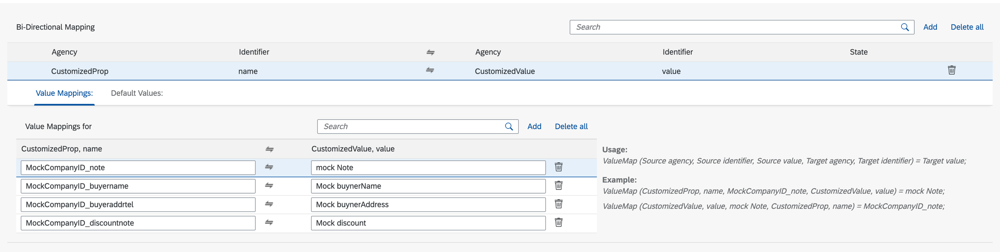 Bi-Directional Mapping
Search
Add
Delete all
Agency Identifier ⇌ Agency Identifier State
CustomizedProp name ⇌ CustomizedValue value
Value Mappings: Default Values:
Value Mappings for
Search
Add
Delete all
CustomizedProp, name ⇌ CustomizedValue, value
MockCompanyID_note ⇌ mock Note
MockCompanyID_buyername ⇌ Mock buynerName
MockCompanyID_buyeraddrtel ⇌ Mock buynerAddress
MockCompanyID_discountnote ⇌ Mock discount
Usage:
ValueMap (Source agency, Source identifier, Source value, Target agency, Target identifier) = Target value;
Example:
ValueMap (CustomizedProp, name, MockCompanyID_note, CustomizedValue, value) = mock Note;
ValueMap (CustomizedValue, value, mock Note, CustomizedProp, name) = MockCompanyID_note;